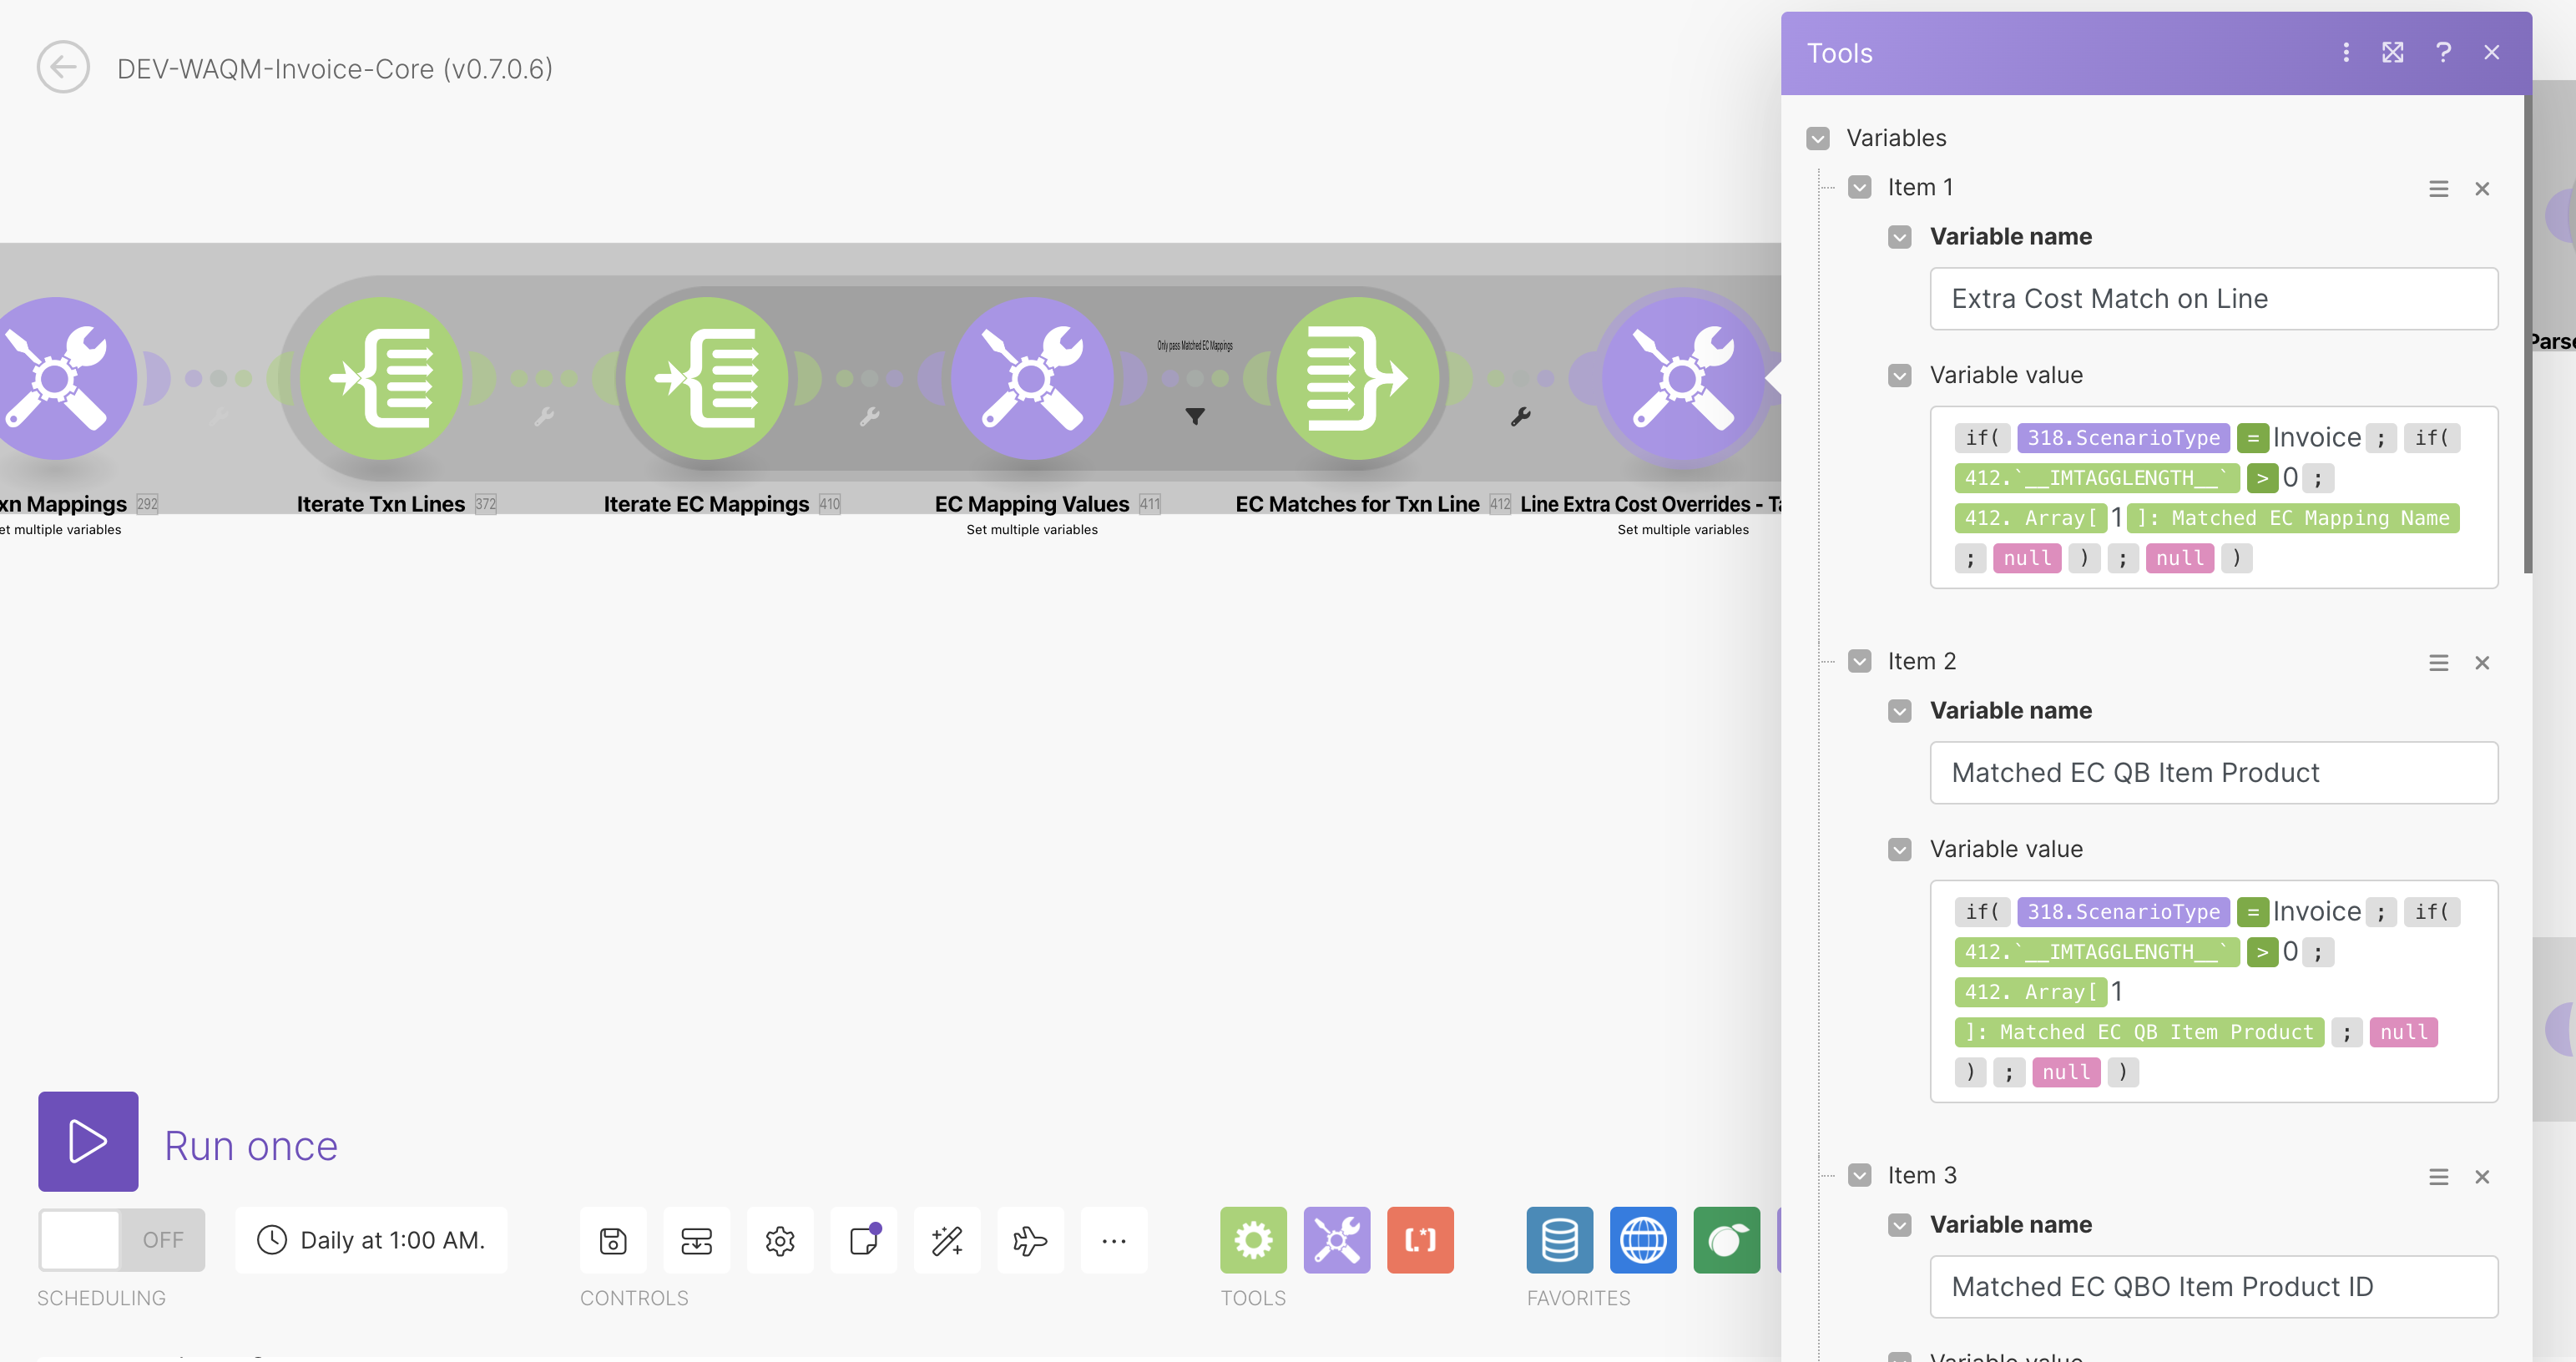 DEV-WAQM-Invoice-Core (v0.7.0.6)
xn Mappings 292
et multiple variables
Iterate Txn Lines 372
Iterate EC Mappings 410
EC Mapping Values 411
Set multiple variables
Only pass Matched EC Mappings
EC Matches for Txn Line 412
Line Extra Cost Overrides - Ta
Set multiple variables
Run once
OFF
Daily at 1:00 AM.
SCHEDULING
CONTROLS
TOOLS
[.*]
FAVORITES
Tools
?
Variables
Item 1
Variable name
Extra Cost Match on Line
Variable value
if( 318.ScenarioType = Invoice ; if(
412.`__IMTAGGLENGTH__` > 0 ;
412. Array[ 1 ]: Matched EC Mapping Name
; null ) ; null )
Item 2
Variable name
Matched EC QB Item Product
Variable value
if( 318.ScenarioType = Invoice ; if(
412.`__IMTAGGLENGTH__` > 0 ;
412. Array[ 1
]: Matched EC QB Item Product ; null
) ; null )
Item 3
Variable name
Matched EC QBO Item Product ID
Variable value
Parse